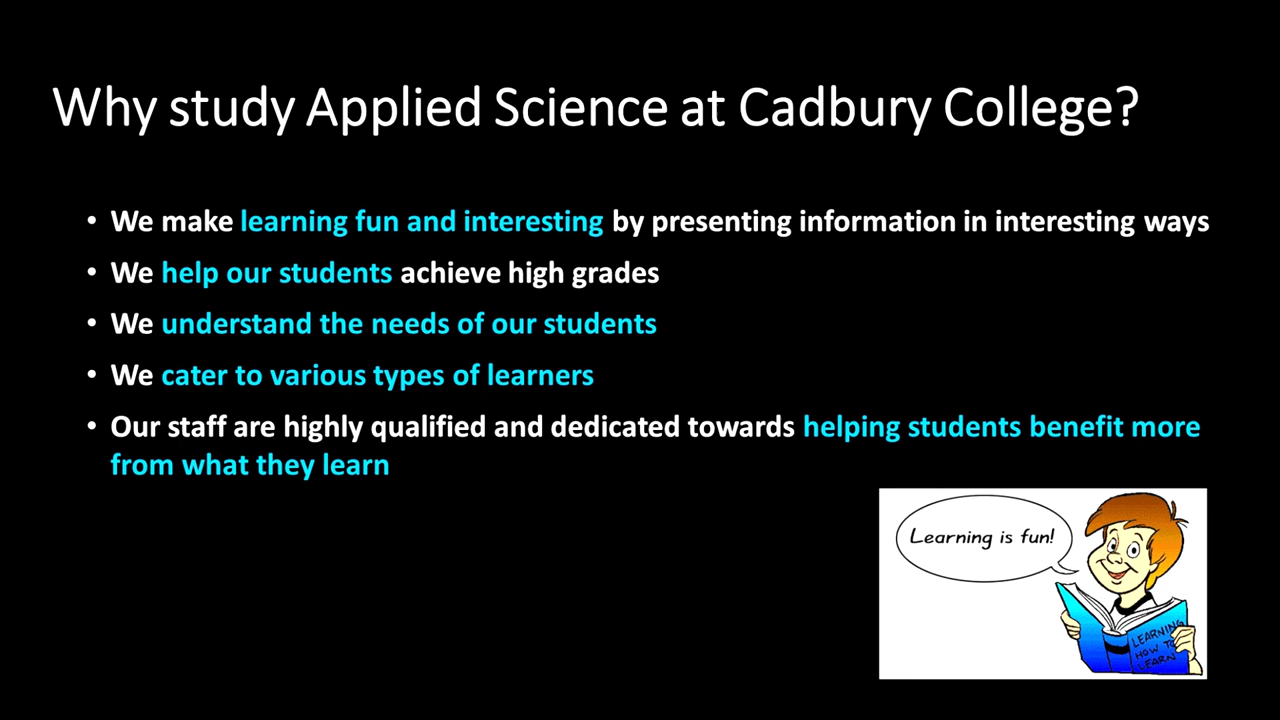 Why study Applied Science at Cadbury College?
• We make learning fun and interesting by presenting information in interesting ways
• We help our students achieve high grades
• We understand the needs of our students
• We cater to various types of learners
• Our staff are highly qualified and dedicated towards helping students benefit more
from what they learn
Learning is fun!
LEARNING
HOW TO
LEARN